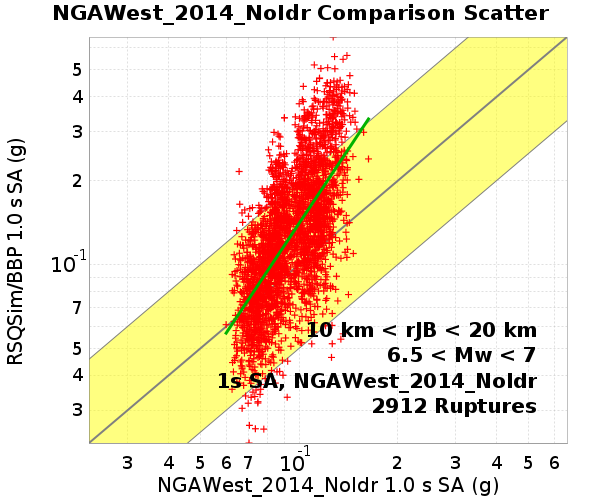 NGAWest_2014_NoIdr Comparison Scatter
RSQSim/BBP 1.0 s SA (g)
5
4
3
2
10⁻¹
7
5
4
3
10 km < rJB < 20 km
6.5 < Mw < 7
1s SA, NGAWest_2014_NoIdr
2912 Ruptures
3 4 5 6 7 10⁻¹ 2 3 4 5 6
NGAWest_2014_NoIdr 1.0 s SA (g)